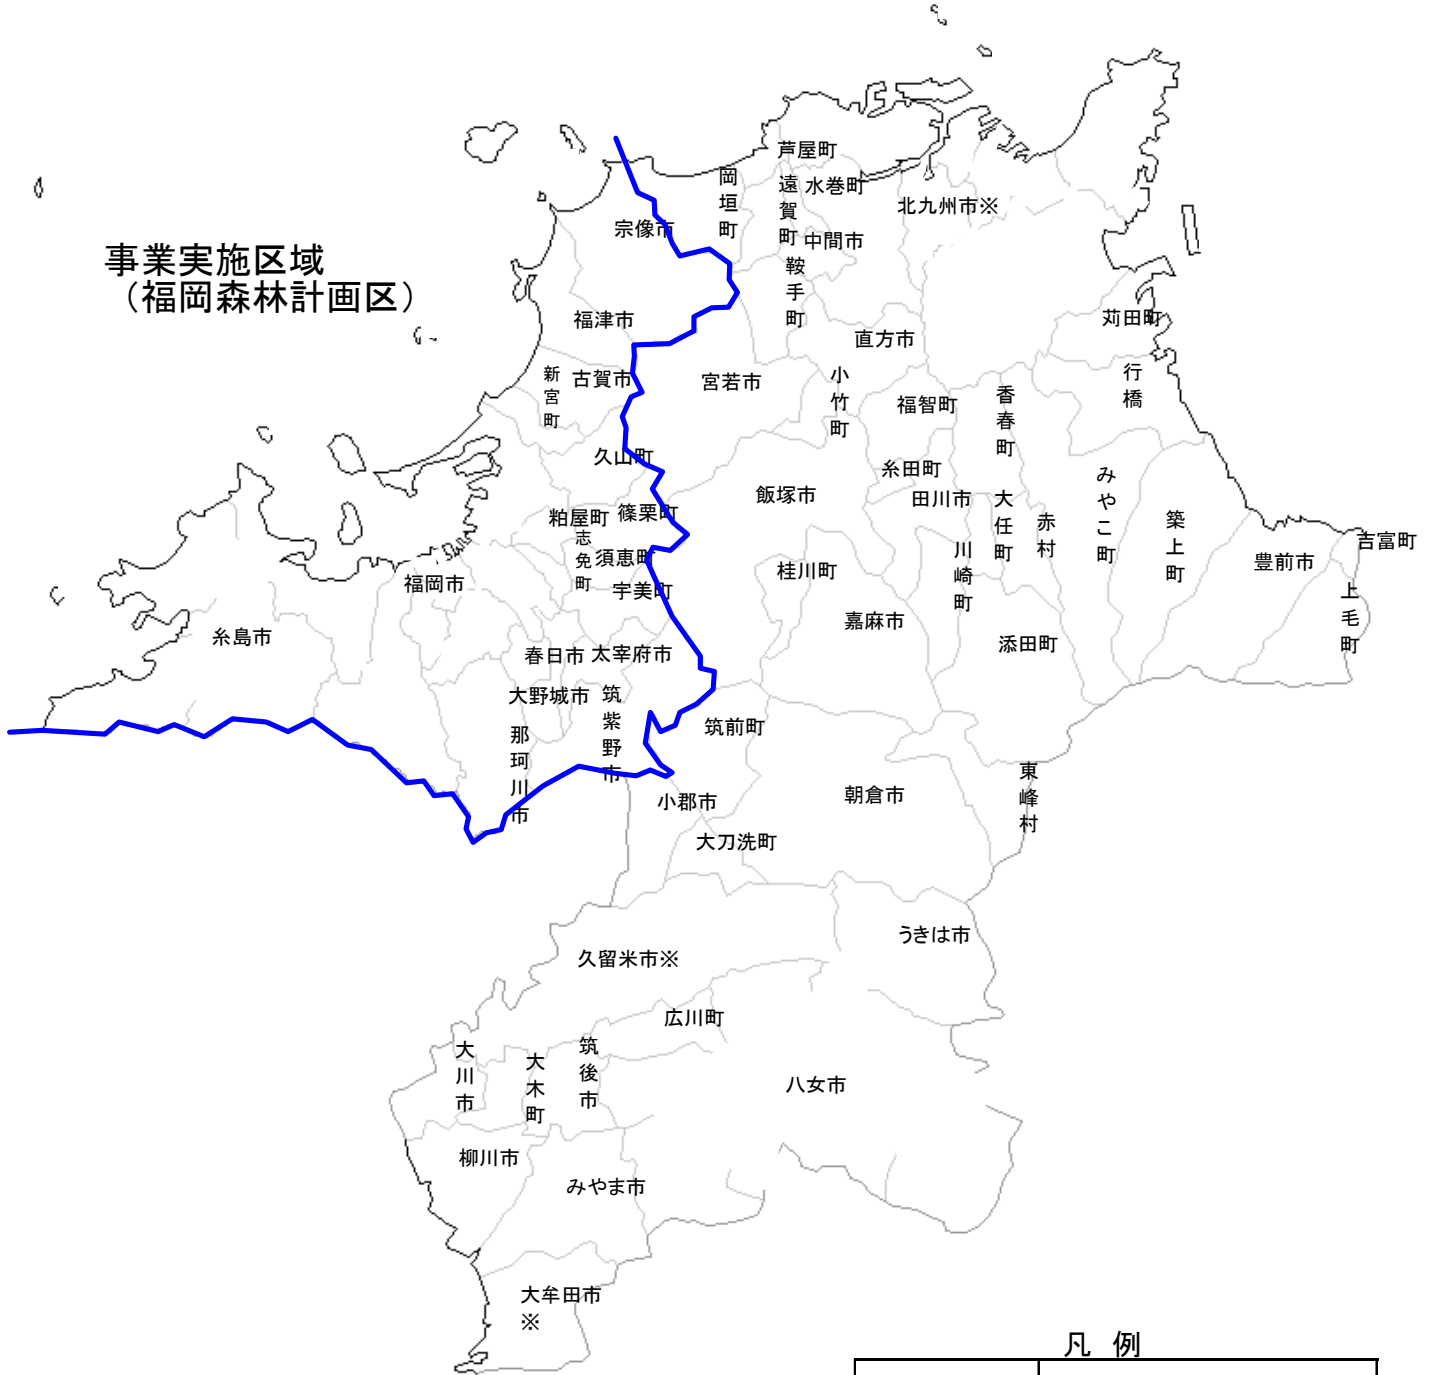 事業実施区域
（福岡森林計画区）
芦屋町
岡垣町
遠賀町
水巻町
北九州市※
宗像市
中間市
鞍手町
福津市
苅田町
直方市
新宮町
古賀市
宮若市
小竹町
福智町
香春町
行橋
久山町
糸田町
飯塚市
田川市
大任町
赤村
みやこ町
築上町
粕屋町
篠栗町
志免町
須恵町
宇美町
桂川町
川崎町
豊前市
吉富町
上毛町
福岡市
糸島市
嘉麻市
添田町
春日市
太宰府市
大野城市
筑紫野市
那珂川市
筑前町
小郡市
朝倉市
東峰村
大刀洗町
うきは市
久留米市※
広川町
大川市
大木町
筑後市
八女市
柳川市
みやま市
大牟田市
※
凡 例